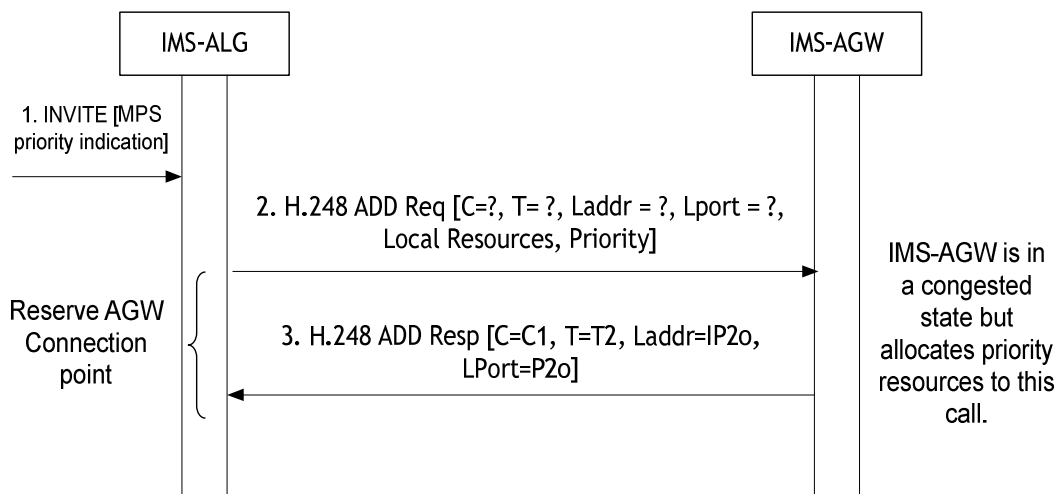 IMS-ALG
IMS-AGW
1. INVITE [MPS
priority indication]
2. H.248 ADD Req [C=?, T= ?, Laddr = ?, Lport = ?,
Local Resources, Priority]
IMS-AGW is in
a congested
state but
allocates priority
resources to this
call.
Reserve AGW
Connection
point
3. H.248 ADD Resp [C=C1, T=T2, Laddr=IP2o,
LPort=P2o]